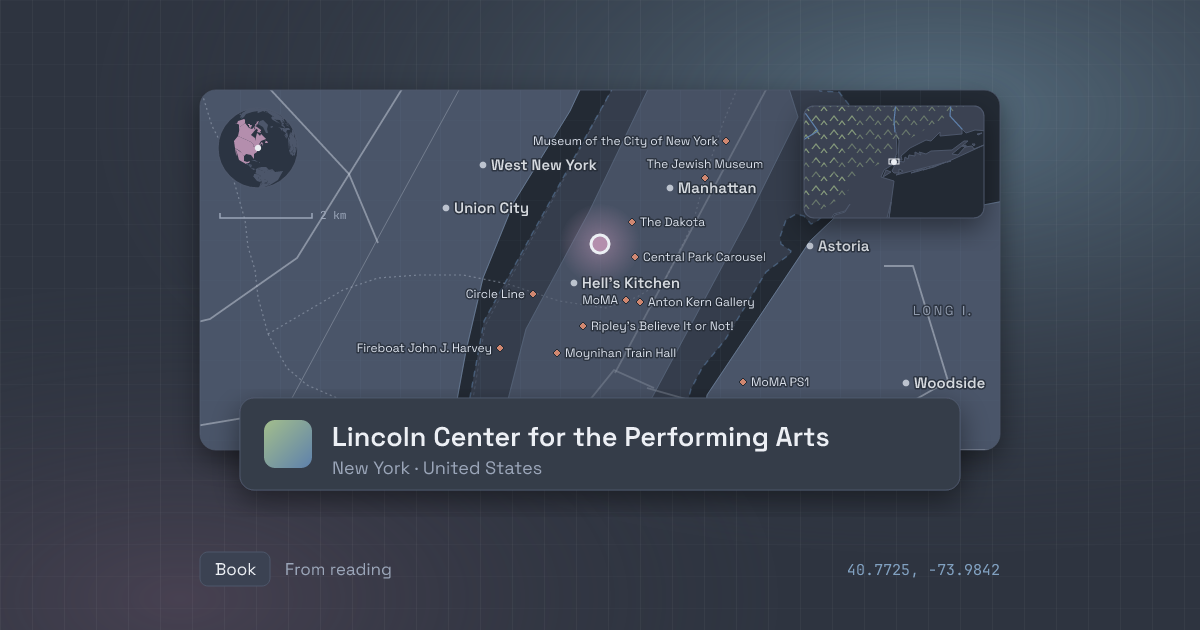 Museum of the City of New York
The Jewish Museum
West New York
Manhattan
Union City
2 km
The Dakota
Astoria
Central Park Carousel
Hell's Kitchen
Circle Line
MoMA
Anton Kern Gallery
LONG I.
Ripley's Believe It or Not!
Fireboat John J. Harvey
Moynihan Train Hall
MoMA PS1
Woodside
Lincoln Center for the Performing Arts
New York · United States
Book
From reading
40.7725, -73.9842